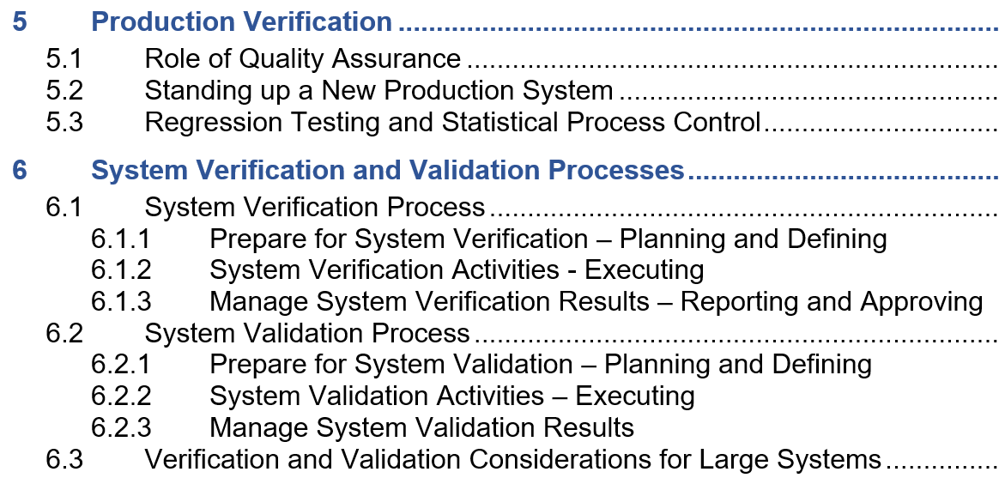 5 Production Verification ........................................................................
5.1 Role of Quality Assurance ................................................................
5.2 Standing up a New Production System ..............................................
5.3 Regression Testing and Statistical Process Control............................
6 System Verification and Validation Processes.....................................
6.1 System Verification Process .............................................................
6.1.1 Prepare for System Verification – Planning and Defining
6.1.2 System Verification Activities - Executing
6.1.3 Manage System Verification Results – Reporting and Approving
6.2 System Validation Process ...............................................................
6.2.1 Prepare for System Validation – Planning and Defining
6.2.2 System Validation Activities – Executing
6.2.3 Manage System Validation Results
6.3 Verification and Validation Considerations for Large Systems ..............